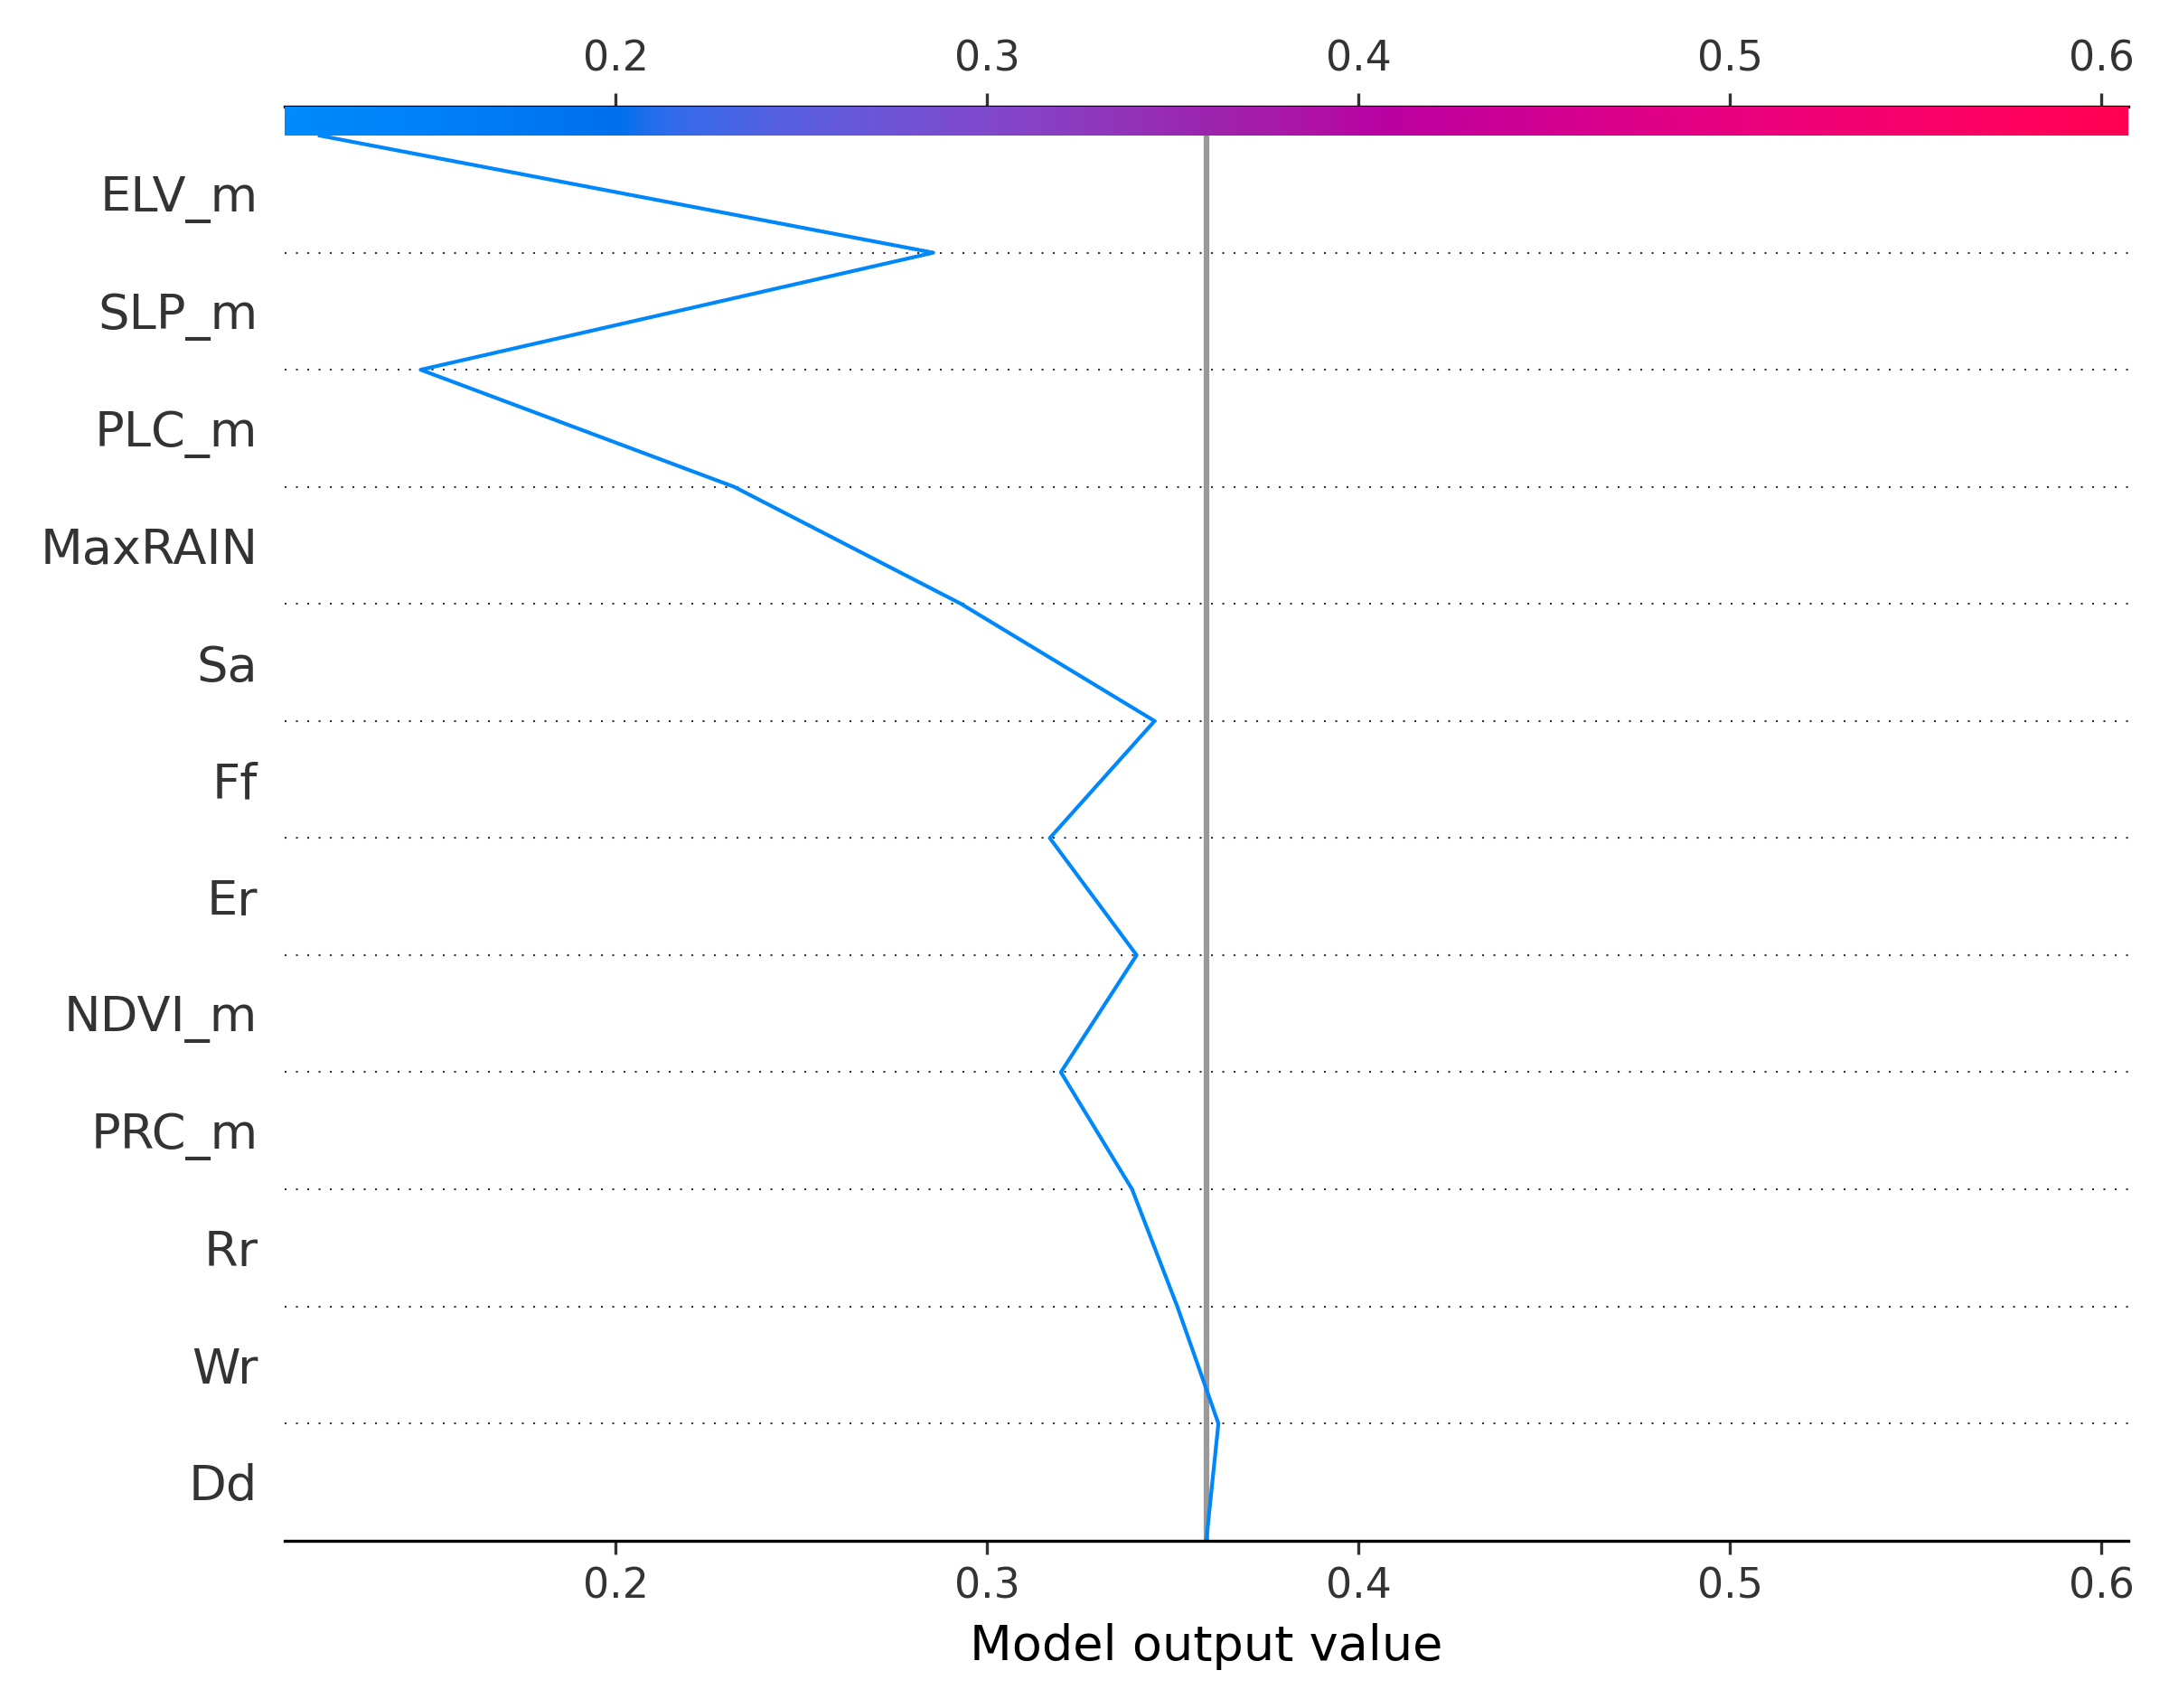 0.2 0.3 0.4 0.5 0.6
ELV_m
SLP_m
PLC_m
MaxRAIN
Sa
Ff
Er
NDVI_m
PRC_m
Rr
Wr
Dd
0.2 0.3 0.4 0.5 0.6
Model output value